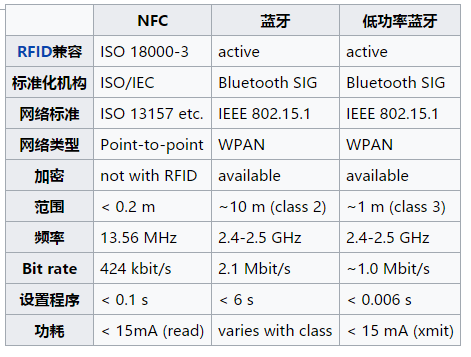 NFC 蓝牙 低功率蓝牙
RFID兼容 ISO 18000-3 active active
标准化机构 ISO/IEC Bluetooth SIG Bluetooth SIG
网络标准 ISO 13157 etc. IEEE 802.15.1 IEEE 802.15.1
网络类型 Point-to-point WPAN WPAN
加密 not with RFID available available
范围 < 0.2 m ~10 m (class 2) ~1 m (class 3)
频率 13.56 MHz 2.4-2.5 GHz 2.4-2.5 GHz
Bit rate 424 kbit/s 2.1 Mbit/s ~1.0 Mbit/s
设置程序 < 0.1 s < 6 s < 0.006 s
功耗 < 15mA (read) varies with class < 15 mA (xmit)